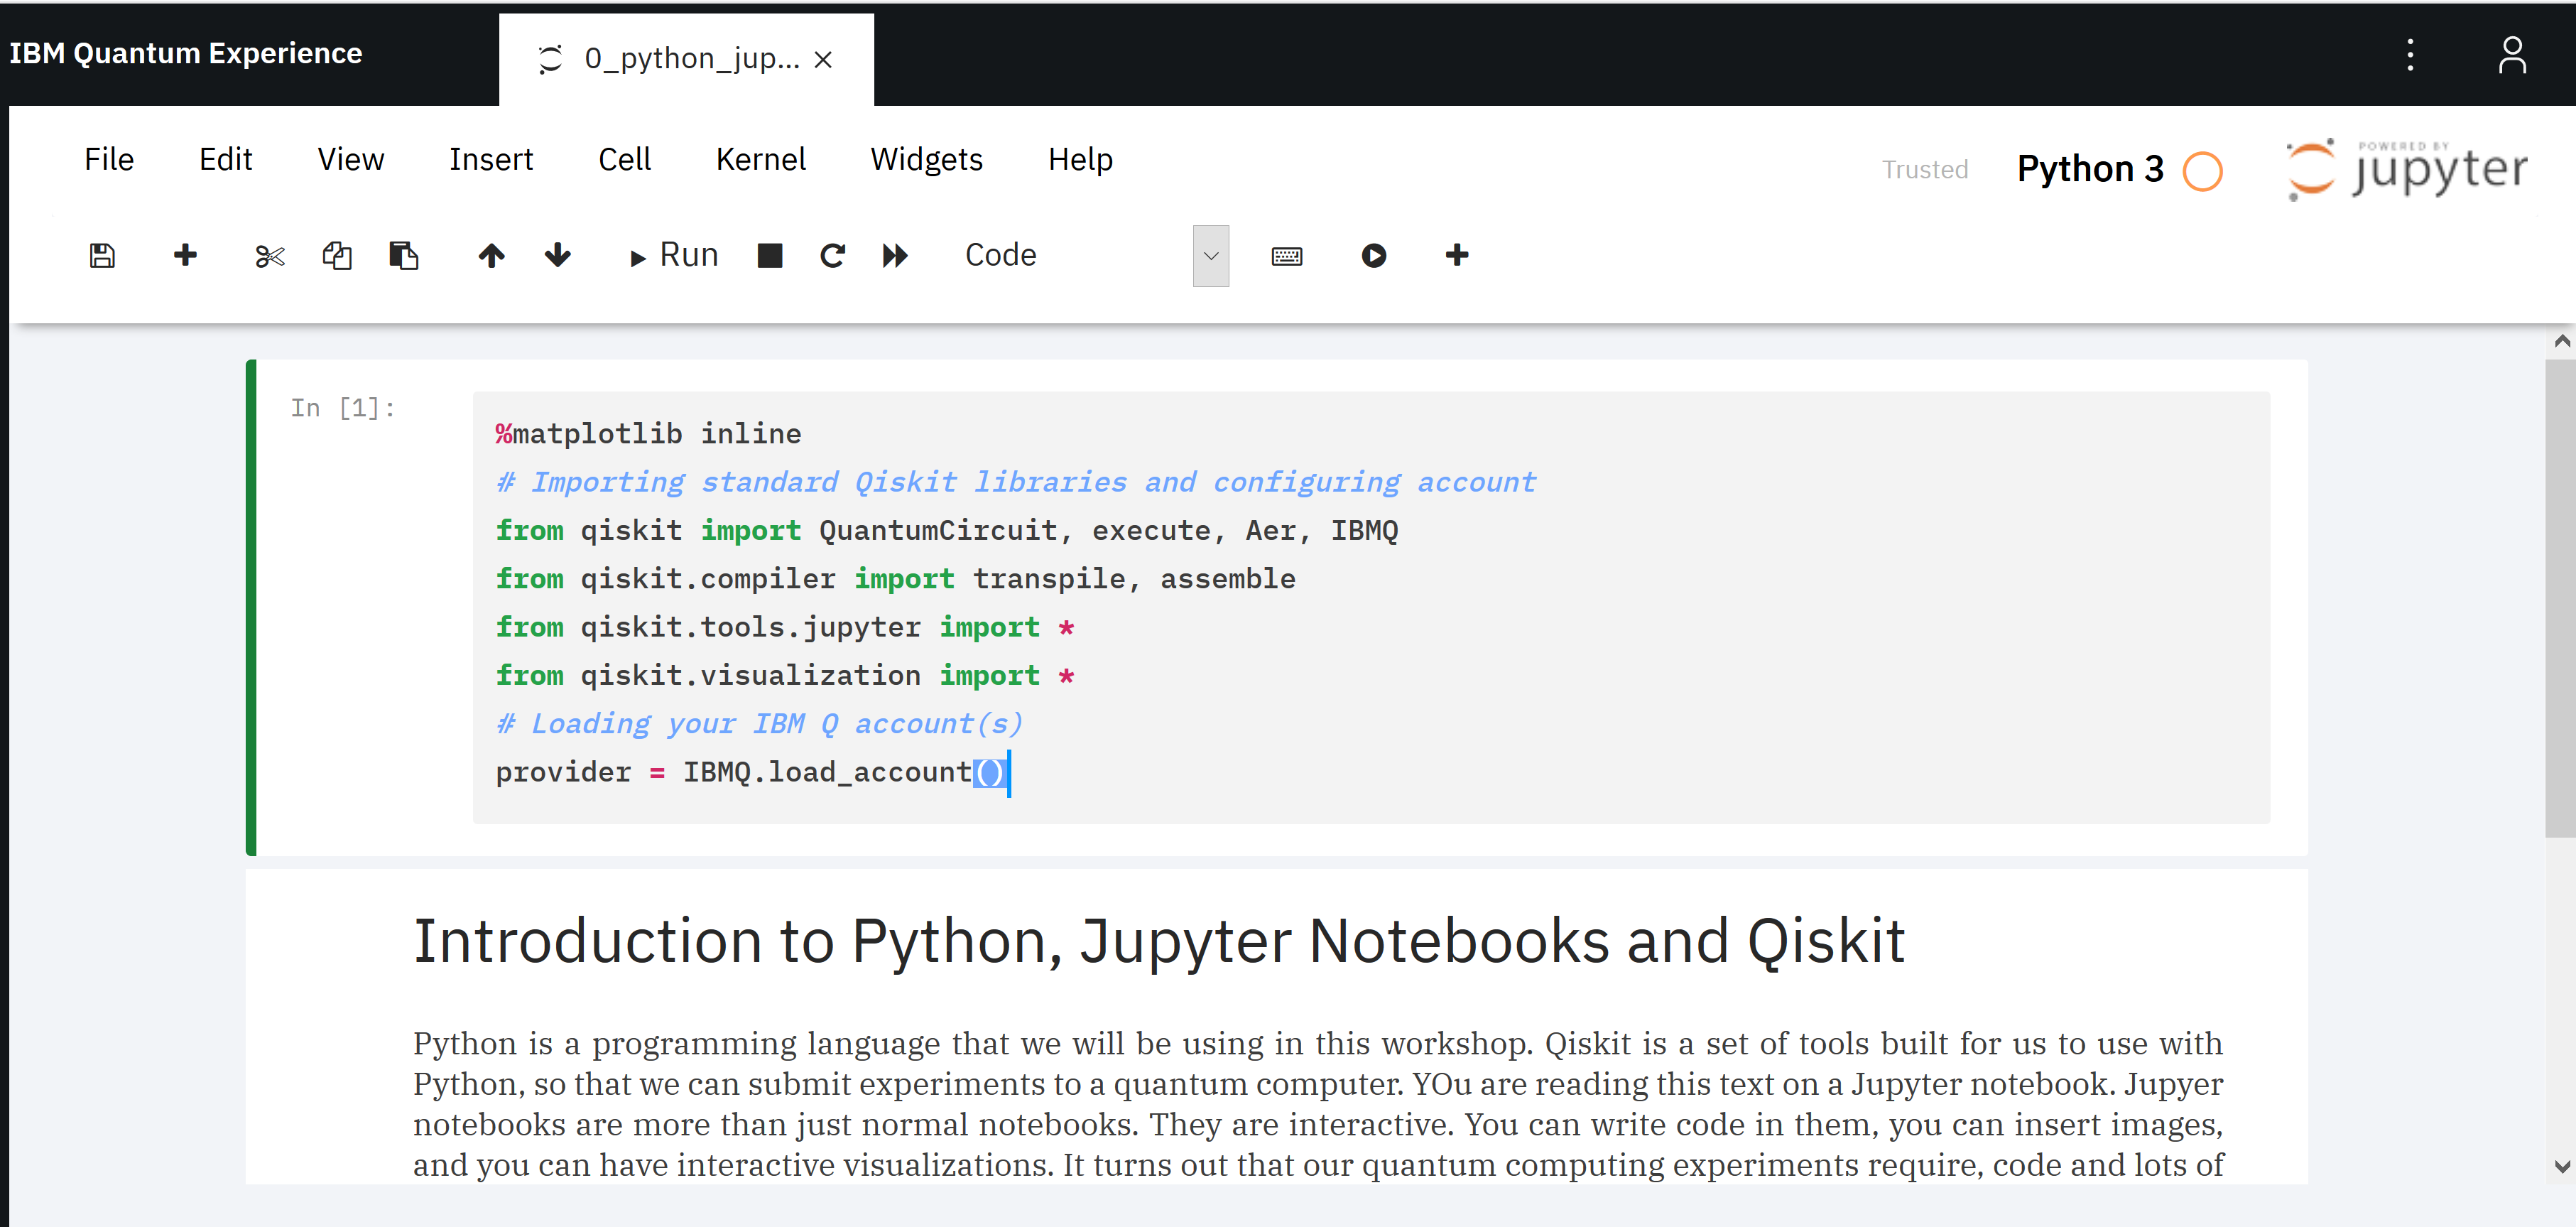 IBM Quantum Experience
0_python_jup...
File Edit View Insert Cell Kernel Widgets Help
Trusted Python 3
POWERED BY
jupyter
Run Code
In [1]:
%matplotlib inline
# Importing standard Qiskit libraries and configuring account
from qiskit import QuantumCircuit, execute, Aer, IBMQ
from qiskit.compiler import transpile, assemble
from qiskit.tools.jupyter import *
from qiskit.visualization import *
# Loading your IBM Q account(s)
provider = IBMQ.load_account()
Introduction to Python, Jupyter Notebooks and Qiskit
Python is a programming language that we will be using in this workshop. Qiskit is a set of tools built for us to use with
Python, so that we can submit experiments to a quantum computer. YOu are reading this text on a Jupyter notebook. Jupyer
notebooks are more than just normal notebooks. They are interactive. You can write code in them, you can insert images,
and you can have interactive visualizations. It turns out that our quantum computing experiments require, code and lots of